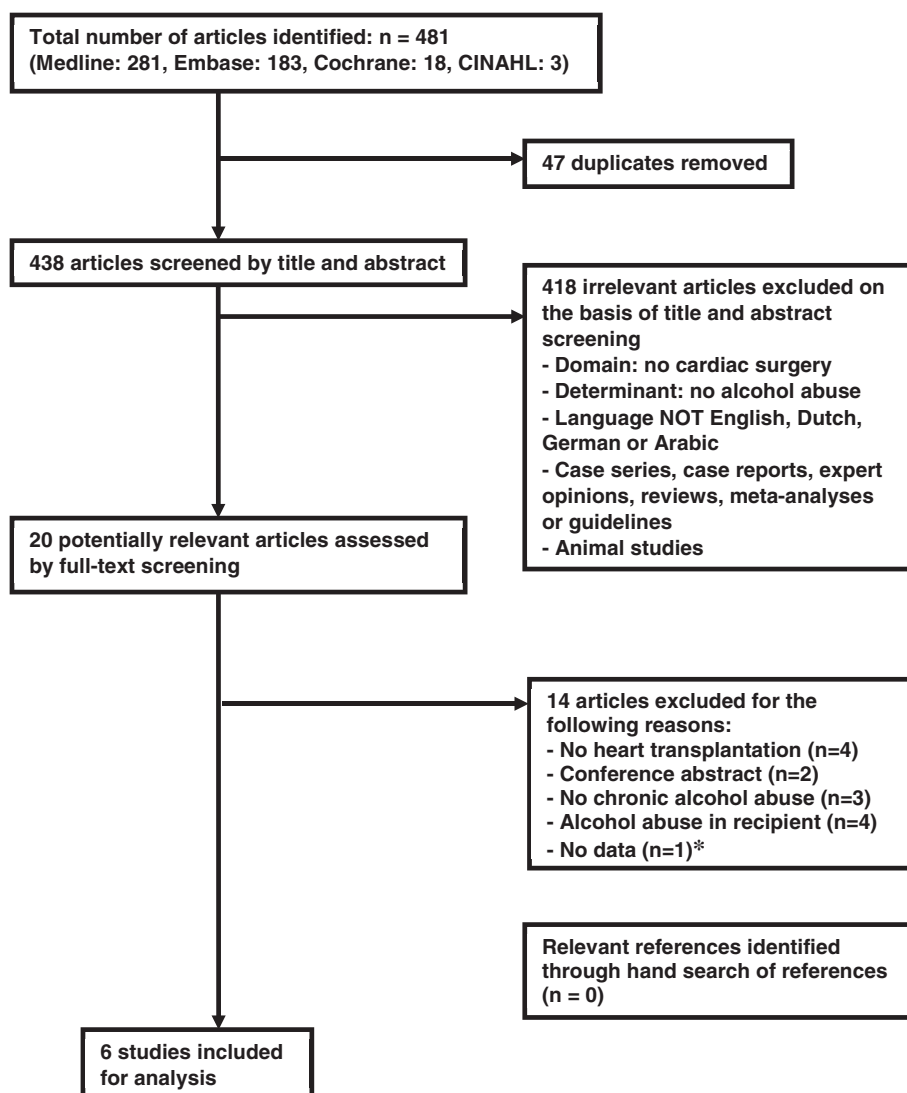 Total number of articles identified: n = 481
(Medline: 281, Embase: 183, Cochrane: 18, CINAHL: 3)
47 duplicates removed
438 articles screened by title and abstract
418 irrelevant articles excluded on
the basis of title and abstract
screening
- Domain: no cardiac surgery
- Determinant: no alcohol abuse
- Language NOT English, Dutch,
German or Arabic
- Case series, case reports, expert
opinions, reviews, meta-analyses
or guidelines
- Animal studies
20 potentially relevant articles assessed
by full-text screening
14 articles excluded for the
following reasons:
- No heart transplantation (n=4)
- Conference abstract (n=2)
- No chronic alcohol abuse (n=3)
- Alcohol abuse in recipient (n=4)
- No data (n=1)*
Relevant references identified
through hand search of references
(n = 0)
6 studies included
for analysis